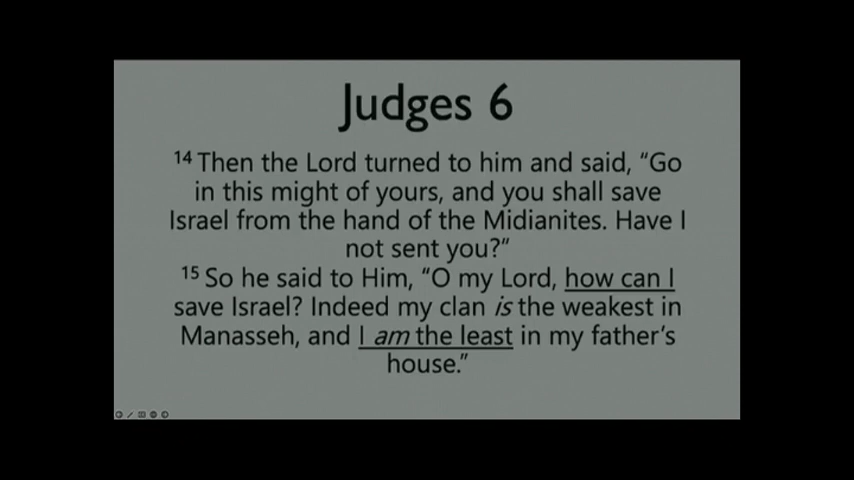 Judges 6
14 Then the Lord turned to him and said, “Go
in this might of yours, and you shall save
Israel from the hand of the Midianites. Have I
not sent you?”
15 So he said to Him, “O my Lord, how can I
save Israel? Indeed my clan is the weakest in
Manasseh, and I am the least in my father’s
house.”